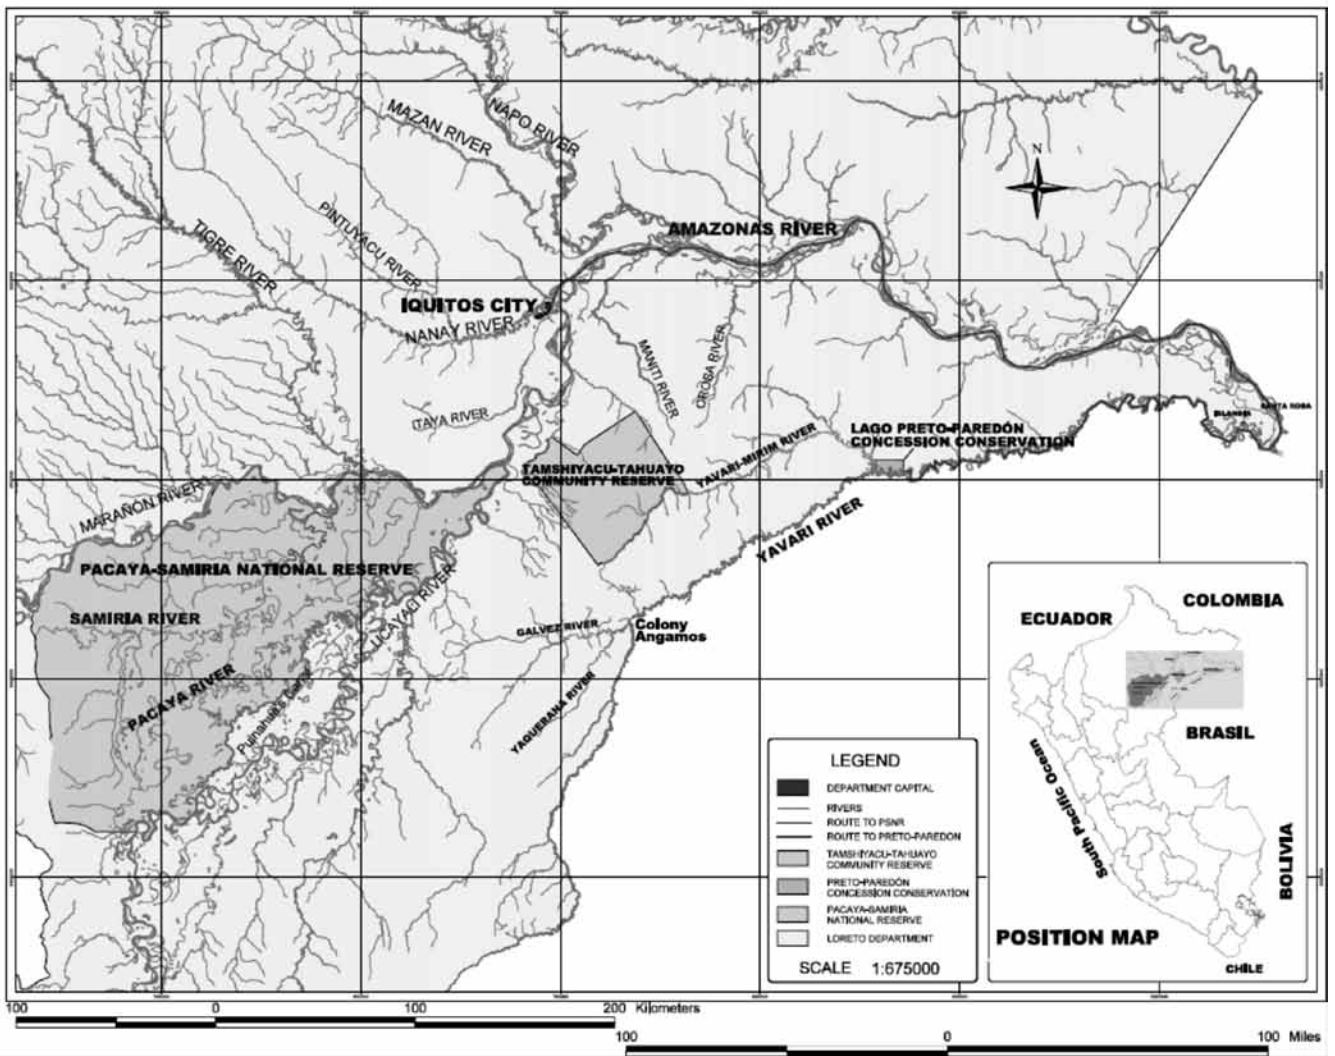 NAPO RIVER
MAZAN RIVER
PINTUYACU RIVER
TIGRE RIVER
AMAZONAS RIVER
N
IQUITOS CITY
NANAY RIVER
MANITI RIVER
OROSA RIVER
ITAYA RIVER
SANTA ROSA
LAGO PRETO-PAREDÓN
CONCESSION CONSERVATION
YAVARI-MIRIM RIVER
TAMSHIYACU-TAHUAYO
COMMUNITY RESERVE
MARAÑON RIVER
YAVARI RIVER
PACAYA-SAMIRIA NATIONAL RESERVE
UCAYALI RIVER
SAMIRIA RIVER
GALVEZ RIVER
Colony
Angamos
PACAYA RIVER
YAQUERANA RIVER
LEGEND
DEPARTMENT CAPITAL
RIVERS
ROUTE TO PSNR
ROUTE TO PRETO-PAREDON
TAMSHIYACU-TAHUAYO
COMMUNITY RESERVE
PRETO-PAREDÓN
CONCESSION CONSERVATION
PACAYA-SAMIRIA
NATIONAL RESERVE
LORETO DEPARTMENT
SCALE 1:675000
COLOMBIA
ECUADOR
BRASIL
South Pacific Ocean
BOLIVIA
POSITION MAP
CHILE
100 0 100 200 Kilometers
100 0 100 Miles